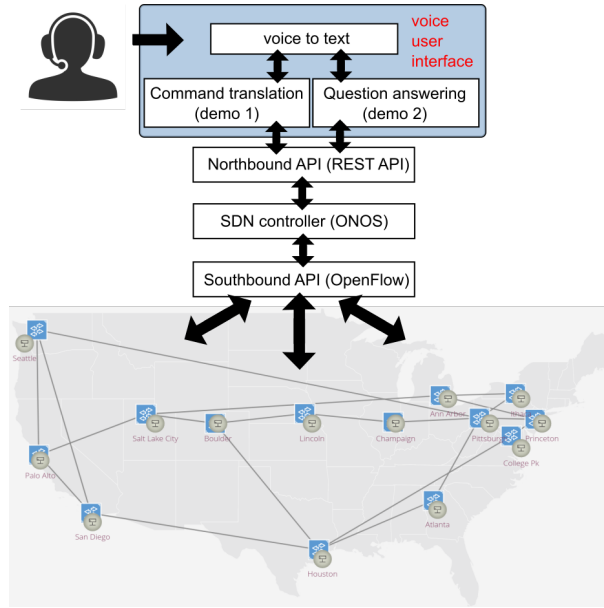 voice to text
voice
user
interface
Command translation
(demo 1)
Question answering
(demo 2)
Northbound API (REST API)
SDN controller (ONOS)
Southbound API (OpenFlow)
Seattle
Ann Arbor
Salt Lake City
Boulder
Lincoln
Champaign
Pittsburg
Princeton
College Pk
Palo Alto
Atlanta
San Diego
Houston